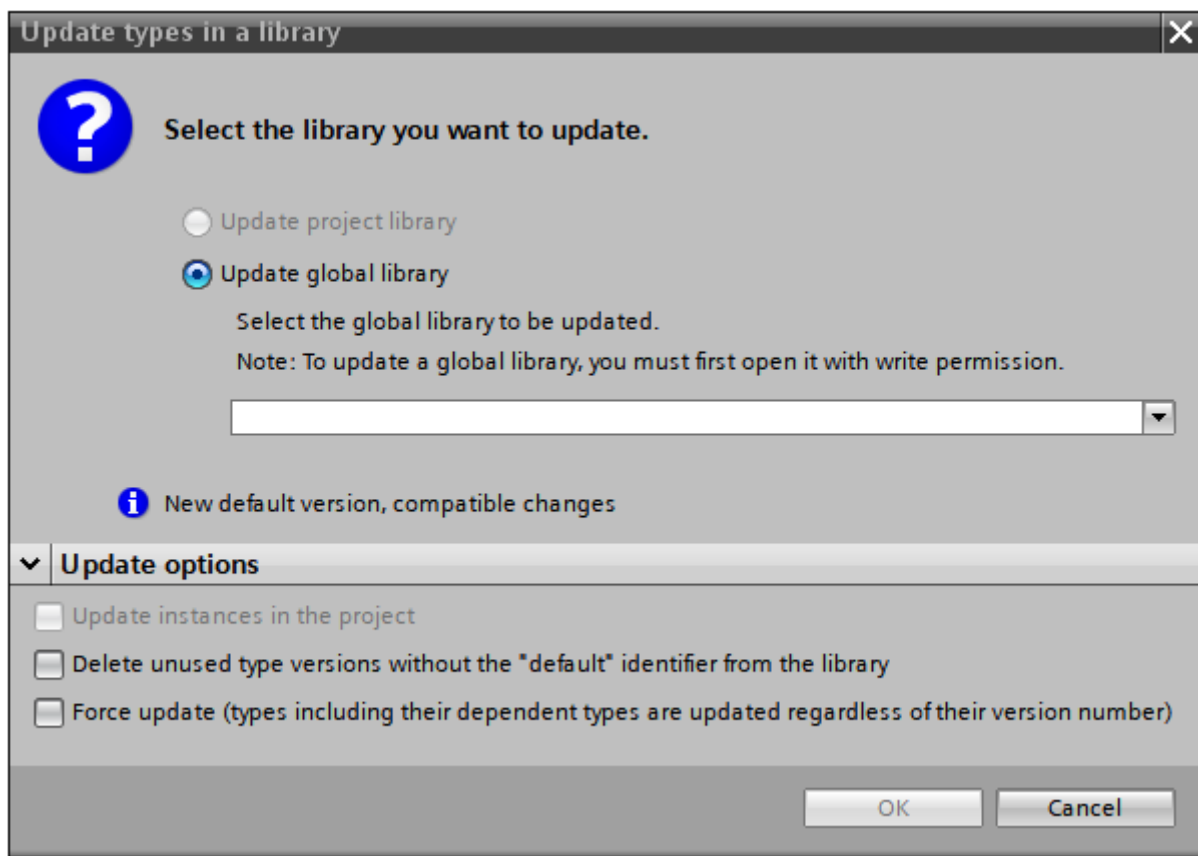 Update types in a library
Select the library you want to update.
Update project library
Update global library
Select the global library to be updated.
Note: To update a global library, you must first open it with write permission.
New default version, compatible changes
Update options
Update instances in the project
Delete unused type versions without the "default" identifier from the library
Force update (types including their dependent types are updated regardless of their version number)
OK Cancel